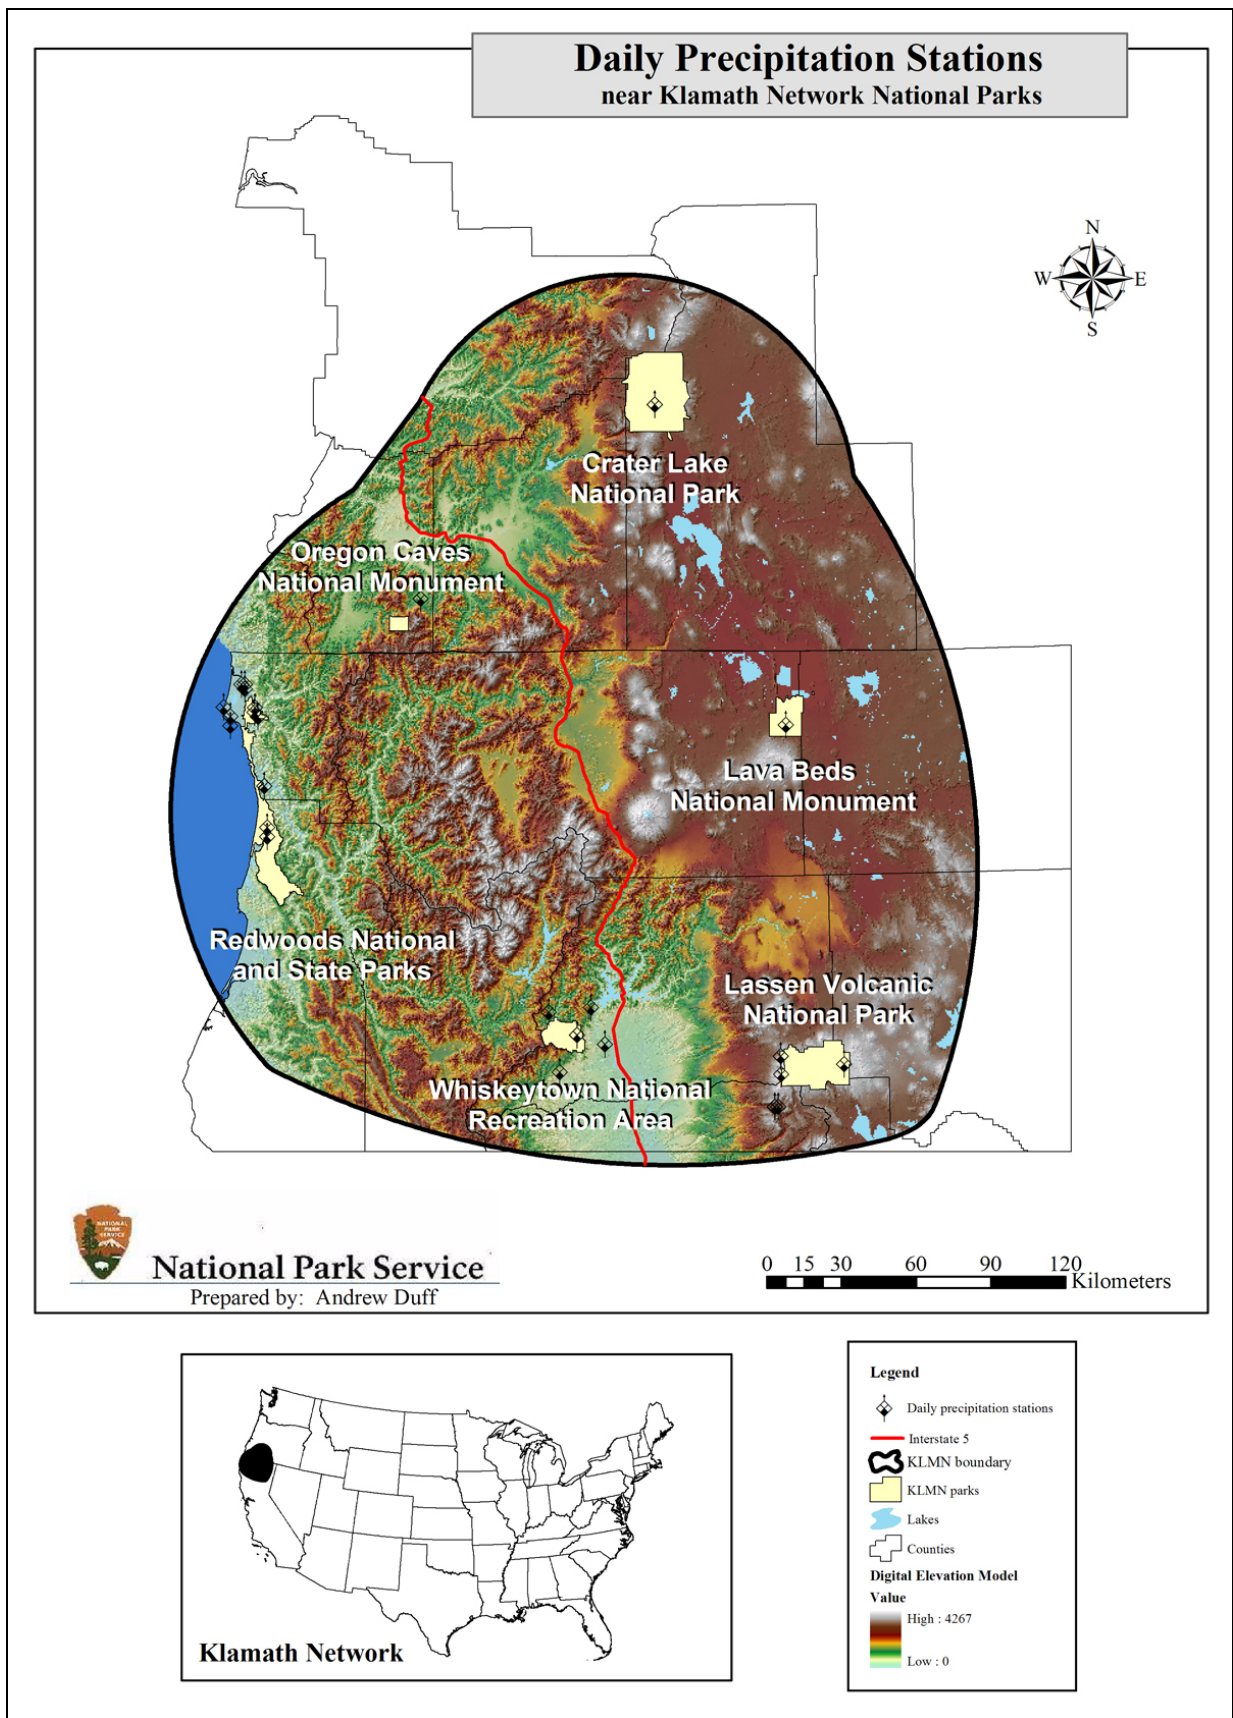 Daily Precipitation Stations
near Klamath Network National Parks
N
W
E
S
Crater Lake
National Park
Oregon Caves
National Monument
Lava Beds
National Monument
Redwoods National
and State Parks
Lassen Volcanic
National Park
Whiskeytown National
Recreation Area
NATIONAL
PARK
SERVICE
National Park Service
Prepared by: Andrew Duff
0 15 30 60 90 120
Kilometers
Klamath Network
Legend
Daily precipitation stations
Interstate 5
KLMN boundary
KLMN parks
Lakes
Counties
Digital Elevation Model
Value
High : 4267
Low : 0